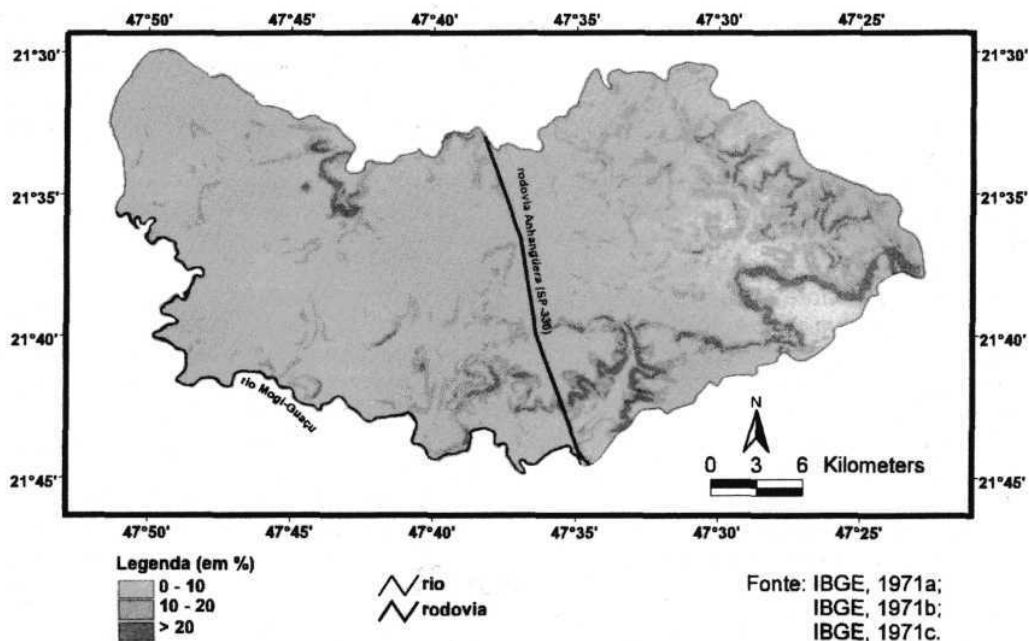 47°50' 47°45' 47°40' 47°35' 47°30' 47°25'
21°30' 21°30'
21°35' 21°35'
rodovia Anhangüera (SP-330)
21°40' 21°40'
rio Mogi-Guaçu
N
0 3 6 Kilometers
21°45' 21°45'
47°50' 47°45' 47°40' 47°35' 47°30' 47°25'
Legenda (em %)
0 - 10
10 - 20
> 20
rio
rodovia
Fonte: IBGE, 1971a;
IBGE, 1971b;
IBGE, 1971c.